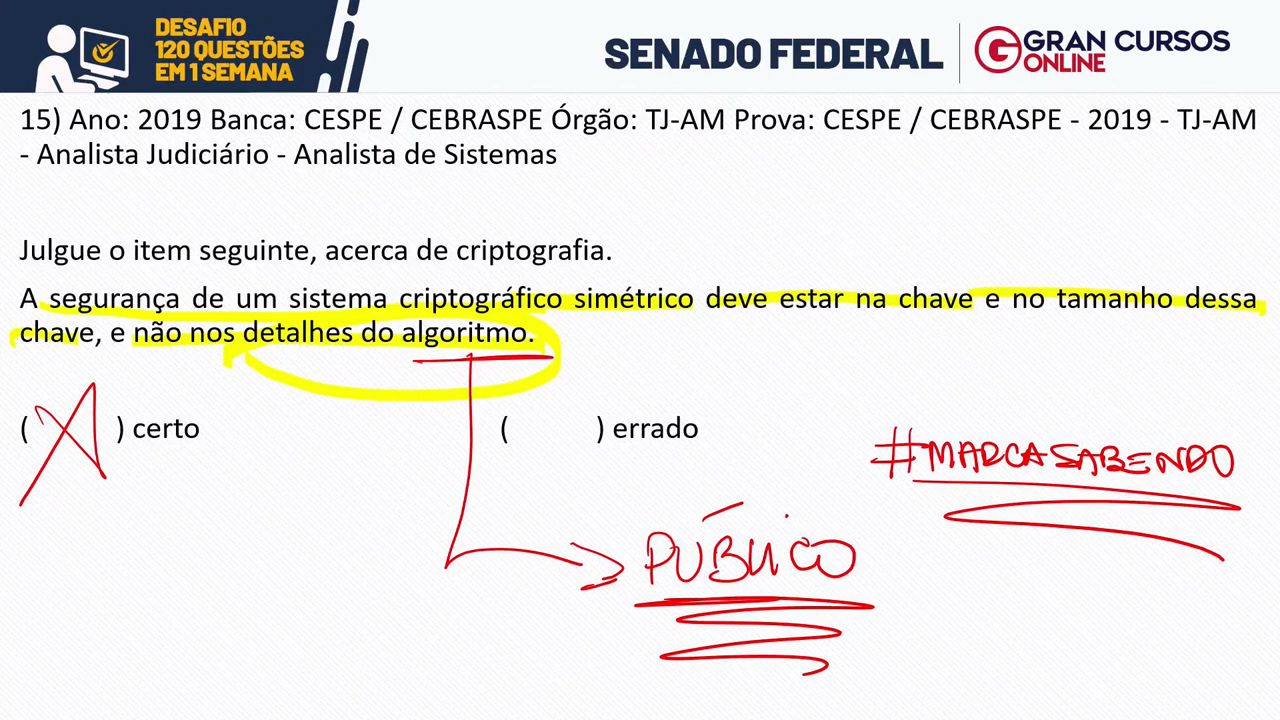 DESAFIO
120 QUESTÕES
EM 1 SEMANA
SENADO FEDERAL
GRAN CURSOS
ONLINE
15) Ano: 2019 Banca: CESPE / CEBRASPE Órgão: TJ-AM Prova: CESPE / CEBRASPE - 2019 - TJ-AM
- Analista Judiciário - Analista de Sistemas
Julgue o item seguinte, acerca de criptografia.
A segurança de um sistema criptográfico simétrico deve estar na chave e no tamanho dessa
chave, e não nos detalhes do algoritmo.
( X ) certo ( ) errado
#MARCASABENDO
PÚBLICO